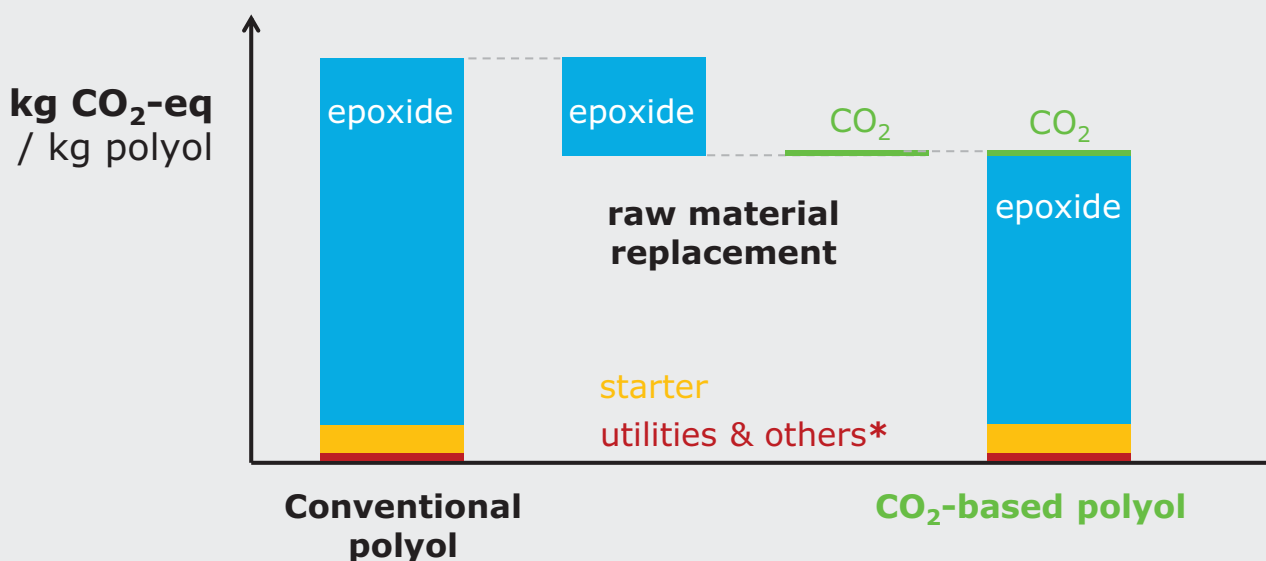 kg CO₂-eq
/ kg polyol
epoxide
epoxide
CO₂
CO₂
epoxide
raw material
replacement
starter
utilities & others*
Conventional
polyol
CO₂-based polyol